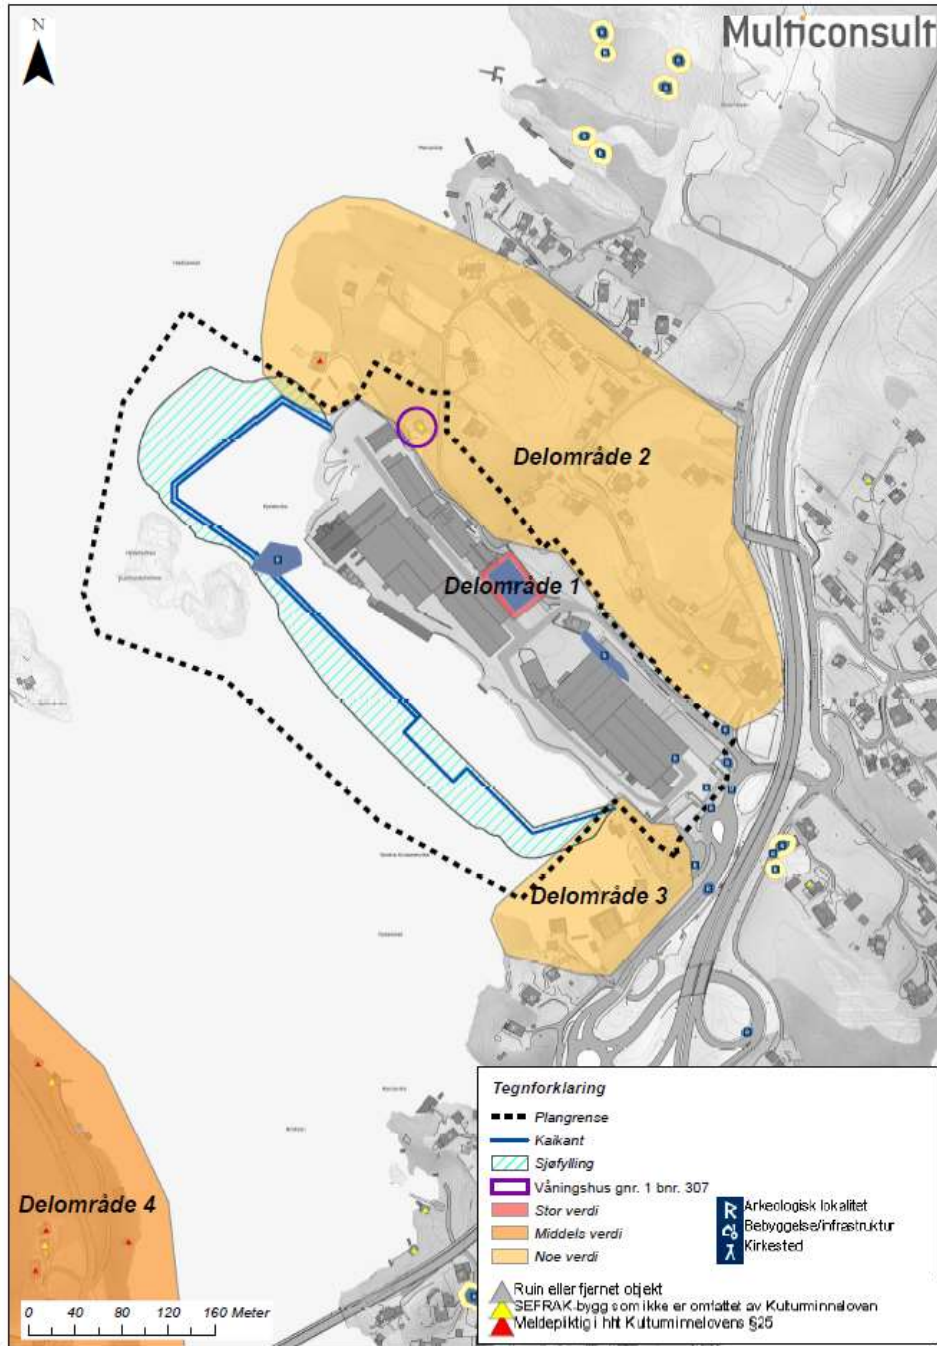 N
Multiconsult
Delområde 2
Delområde 1
Delområde 3
Delområde 4
Tegnforklaring
Plangrense
Kaikant
Sjøfylling
Våningshus gnr. 1 bnr. 307
Stor verdi
Middels verdi
Noe verdi
R Arkeologisk lokalitet
Bebyggelse/infrastruktur
Kirkested
Ruin eller fjernet objekt
SEFRAK-bygg som ikke er omfattet av Kulturminneloven
Meldepliktig i hht Kulturminnelovens §25
0 40 80 120 160 Meter